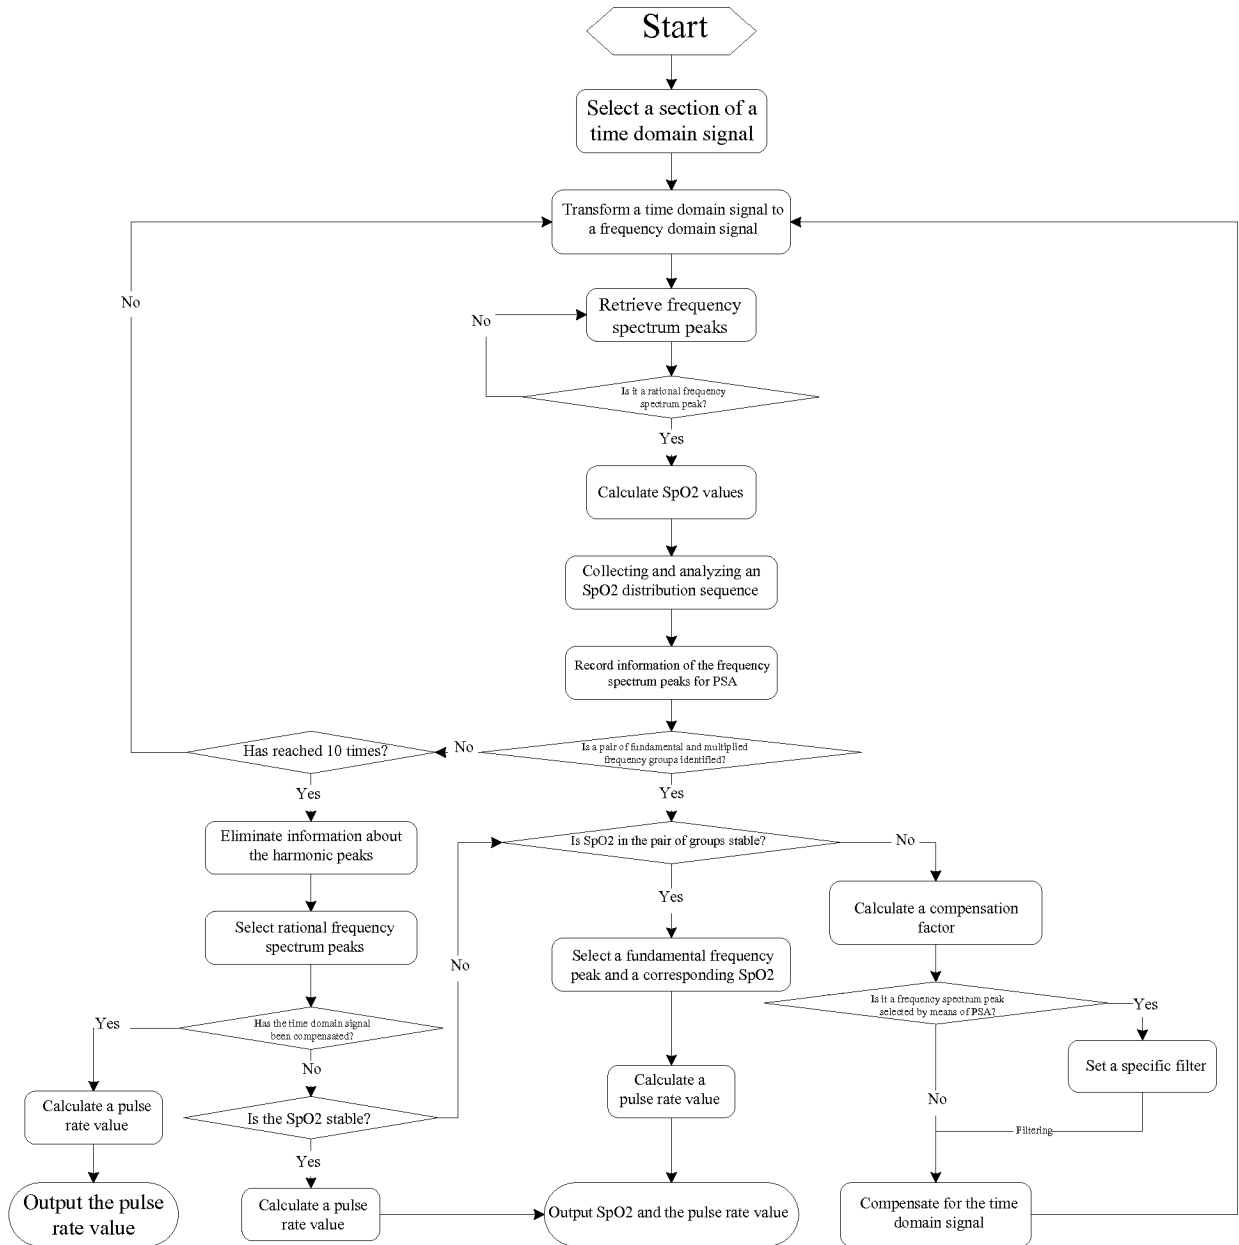 Start
Select a section of a
time domain signal
Transform a time domain signal to
a frequency domain signal
No
Retrieve frequency
spectrum peaks
No
Is it a rational frequency
spectrum peak?
Yes
Calculate SpO2 values
Collecting and analyzing an
SpO2 distribution sequence
Record information of the frequency
spectrum peaks for PSA
Has reached 10 times?
No
Is a pair of fundamental and multiplied
frequency groups identified?
Yes
Yes
Eliminate information about
the harmonic peaks
Is SpO2 in the pair of groups stable?
No
Yes
Calculate a compensation
factor
Select rational frequency
spectrum peaks
Select a fundamental frequency
peak and a corresponding SpO2
No
Is it a frequency spectrum peak
selected by means of PSA?
Yes
Has the time domain signal
been compensated?
Yes
No
Set a specific filter
Calculate a
pulse rate value
Calculate a pulse
rate value
Is the SpO2 stable?
No
Filtering
Yes
Output the pulse
rate value
Calculate a pulse
rate value
Output SpO2 and the pulse rate value
Compensate for the time
domain signal